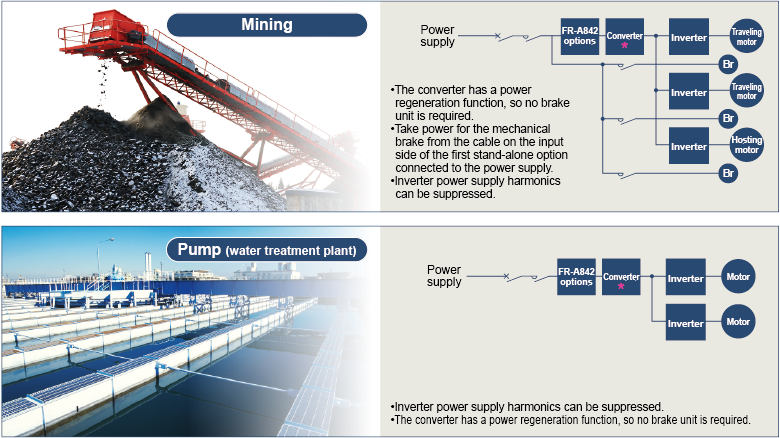 Mining
Power
supply
FR-A842
options
Converter
*
Inverter
Traveling
motor
Br
Inverter
Traveling
motor
Br
Inverter
Hosting
motor
Br
•The converter has a power
regeneration function, so no brake
unit is required.
•Take power for the mechanical
brake from the cable on the input
side of the first stand-alone option
connected to the power supply.
•Inverter power supply harmonics
can be suppressed.
Pump (water treatment plant)
Power
supply
FR-A842
options
Converter
*
Inverter
Motor
Inverter
Motor
•Inverter power supply harmonics can be suppressed.
•The converter has a power regeneration function, so no brake unit is required.